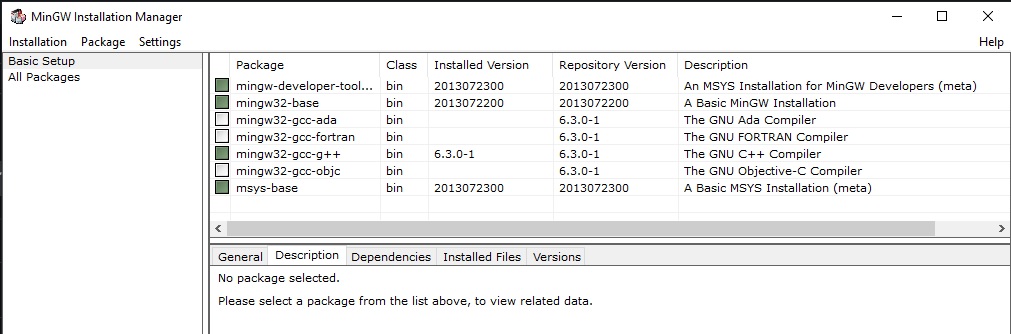 MinGW Installation Manager
Installation Package Settings Help
Basic Setup
All Packages
Package Class Installed Version Repository Version Description
mingw-developer-tool... bin 2013072300 2013072300 An MSYS Installation for MinGW Developers (meta)
mingw32-base bin 2013072200 2013072200 A Basic MinGW Installation
mingw32-gcc-ada bin 6.3.0-1 The GNU Ada Compiler
mingw32-gcc-fortran bin 6.3.0-1 The GNU FORTRAN Compiler
mingw32-gcc-g++ bin 6.3.0-1 6.3.0-1 The GNU C++ Compiler
mingw32-gcc-objc bin 6.3.0-1 The GNU Objective-C Compiler
msys-base bin 2013072300 2013072300 A Basic MSYS Installation (meta)
General Description Dependencies Installed Files Versions
No package selected.
Please select a package from the list above, to view related data.